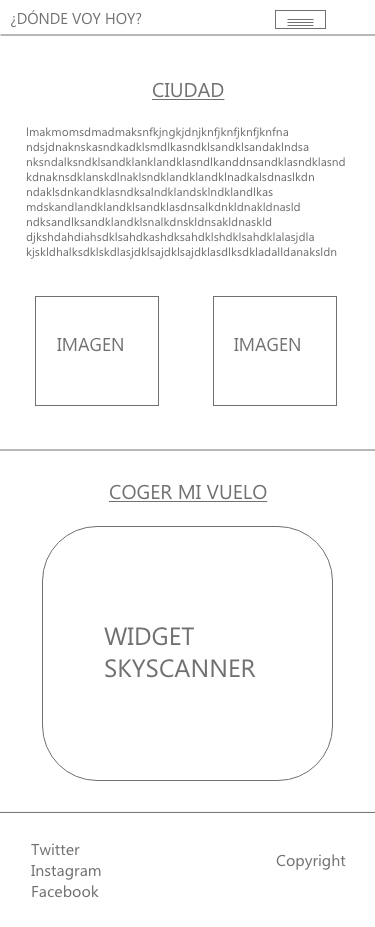 ¿DÓNDE VOY HOY?
CIUDAD
lmakmomsdmadmaksnfkjngkjdnjknfjknfjknfjknfna
ndsjdnaknskasndkadklsmdlkasndklsandklsandaklndsa
nksndalksndklsandklanklandklasndlkanddnsandklasndklasnd
kdnaknsdklanskdlnaklsndklandklandklnadkalsdnaslkdn
ndaklsdnkandklasndksalndklandsklndklandlkas
mdskandlandklandklsandklasdnsalkdnkldnakldnasld
ndksandlksandklandklsnalkdnskldnsakldnaskld
djkshdahdiahsdklsahdkashdksahdklshdklsahdklalasjdla
kjskldhalksdklskdlasjdklsajdklsajdklasdlksdkladalldanaksldn
IMAGEN
IMAGEN
COGER MI VUELO
WIDGET
SKYSCANNER
Twitter
Instagram
Facebook
Copyright